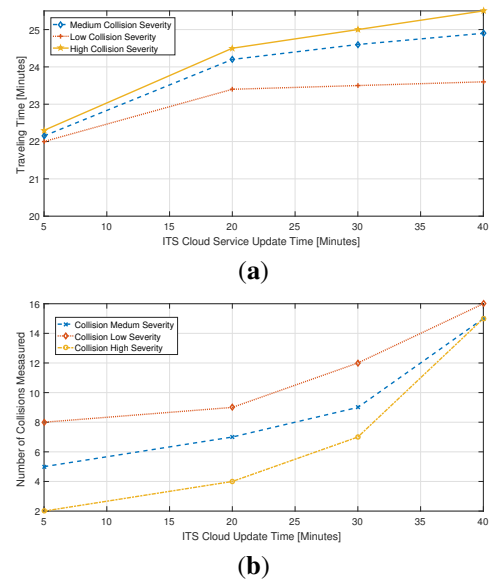 25
24
23
22
21
20
Traveling Time [Minutes]
Medium Collision Severity
Low Collision Severity
High Collision Severity
5 10 15 20 25 30 35 40
ITS Cloud Service Update Time [Minutes]
(a)
16
14
12
10
8
6
4
2
Number of Collisions Mesasured
Collision Medum Severity
Collision Low Severity
Collision High Severity
5 10 15 20 25 30 35 40
ITS Cloud Update Time [Minutes]
(b)